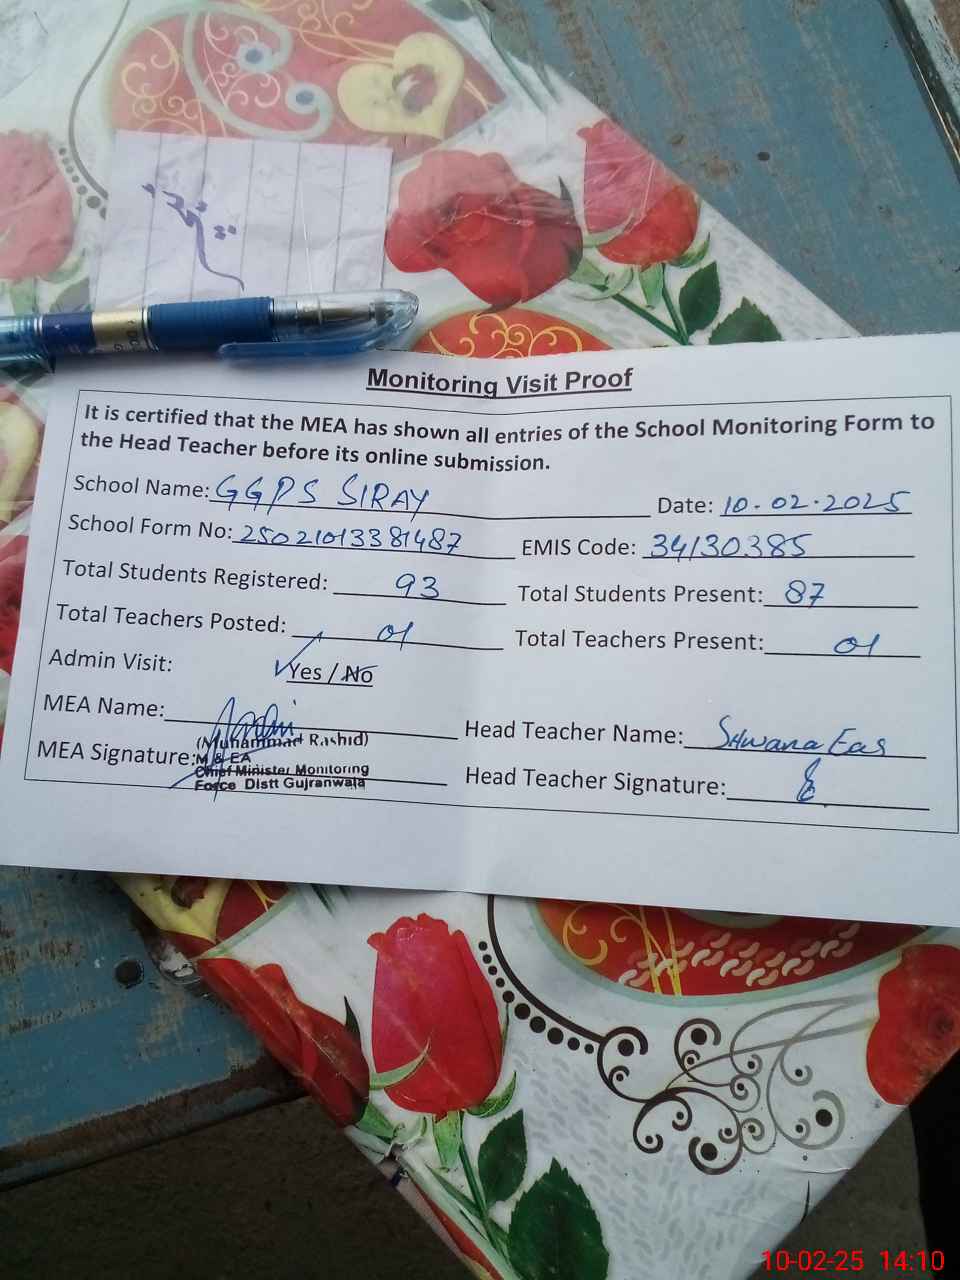 Monitoring Visit Proof
It is certified that the MEA has shown all entries of the School Monitoring Form to
the Head Teacher before its online submission.
School Name: GGPS SIRAY Date: 10-02-2025
School Form No: 25021013381487 EMIS Code: 34130385
Total Students Registered: 93 Total Students Present: 87
Total Teachers Posted: 01 Total Teachers Present: 01
Admin Visit: Yes / No
MEA Name: Head Teacher Name:
(Muhammad Rashid)
MEA Signature: M & EA Head Teacher Signature:
Chief Minister Monitoring
Force Distt Gujranwala
10-02-25 14:10